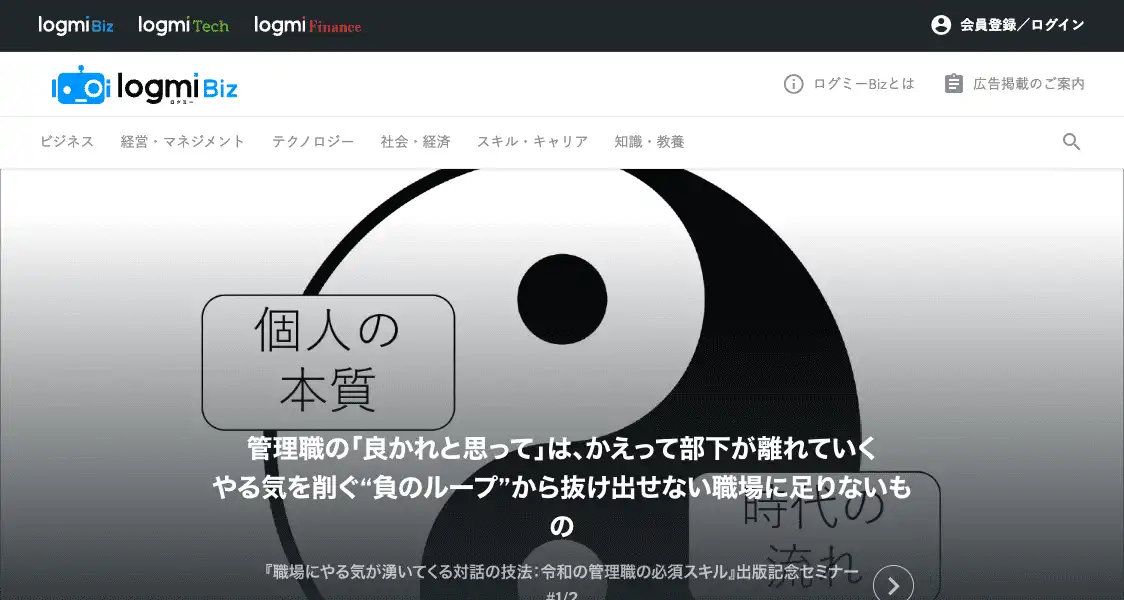 logmi Biz logmi Tech logmi Finance 会員登録／ログイン
logmi Biz ログミーBizとは 広告掲載のご案内
ログミー
ビジネス 経営・マネジメント テクノロジー 社会・経済 スキル・キャリア 知識・教養
個人の
本質
管理職の「良かれと思って」は、かえって部下が離れていく
やる気を削ぐ“負のループ”から抜け出せない職場に足りないも
の
時代の
流れ
『職場にやる気が湧いてくる対話の技法：令和の管理職の必須スキル』出版記念セミナー
#1/2